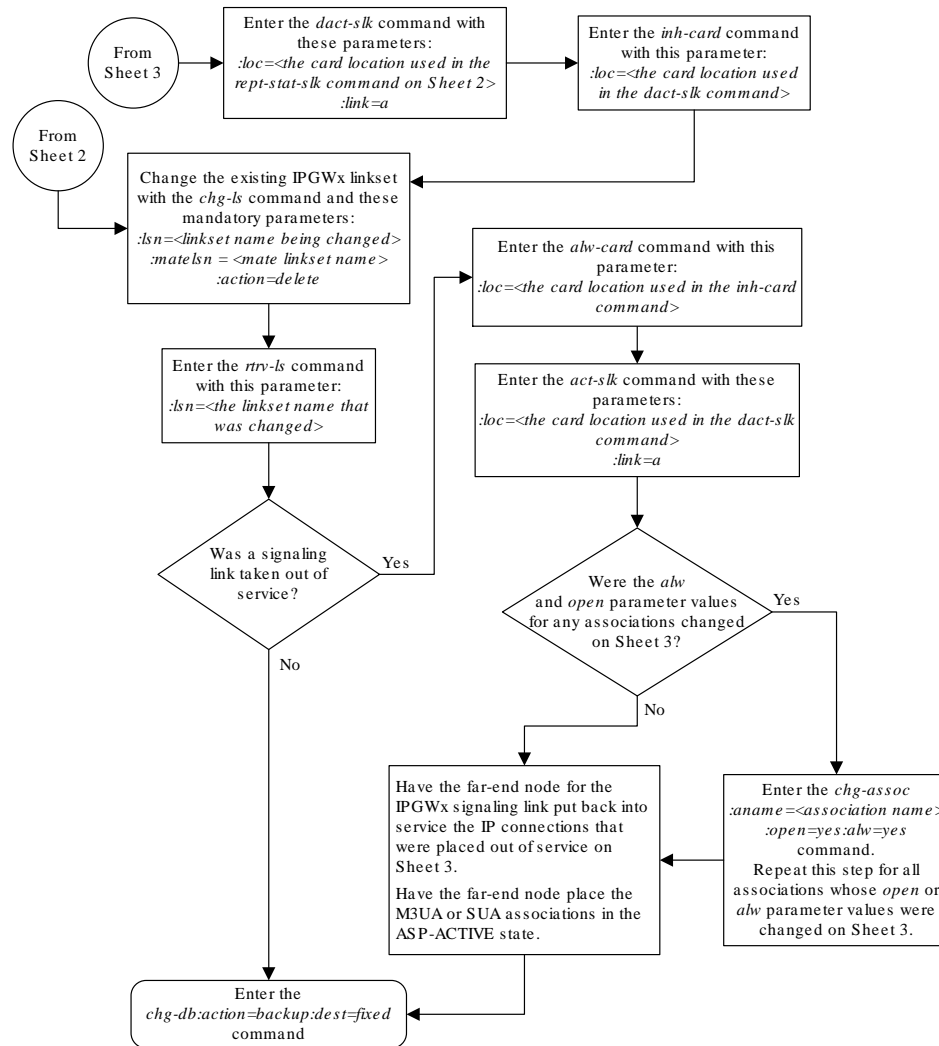 From
Sheet 3
Enter the dact-slk command with
these parameters:
:loc=<the card location used in the
rept-stat-slk command on Sheet 2>
:link=a
Enter the inh-card command
with this parameter:
:loc=<the card location used
in the dact-slk command>
From
Sheet 2
Change the existing IPGWx linkset
with the chg-ls command and these
mandatory parameters:
:lsn=<linkset name being changed>
:matelsn = <mate linkset name>
:action=delete
Enter the rtrv-ls command
with this parameter:
:lsn=<the linkset name that
was changed>
Was a signaling
link taken out of
service?
Yes
No
Enter the alw-card command with this
parameter:
:loc=<the card location used in the inh-card
command>
Enter the act-slk command with these
parameters:
:loc=<the card location used in the dact-slk
command>
:link=a
Were the alw
and open parameter values
for any associations changed
on Sheet 3?
Yes
No
Have the far-end node for the
IPGWx signaling link put back into
service the IP connections that
were placed out of service on
Sheet 3.
Have the far-end node place the
M3UA or SUA associations in the
ASP-ACTIVE state.
Enter the chg-assoc
:aname=<association name>
:open=yes:alw=yes
command.
Repeat this step for all
associations whose open or
alw parameter values were
changed on Sheet 3.
Enter the
chg-db:action=backup:dest=fixed
command